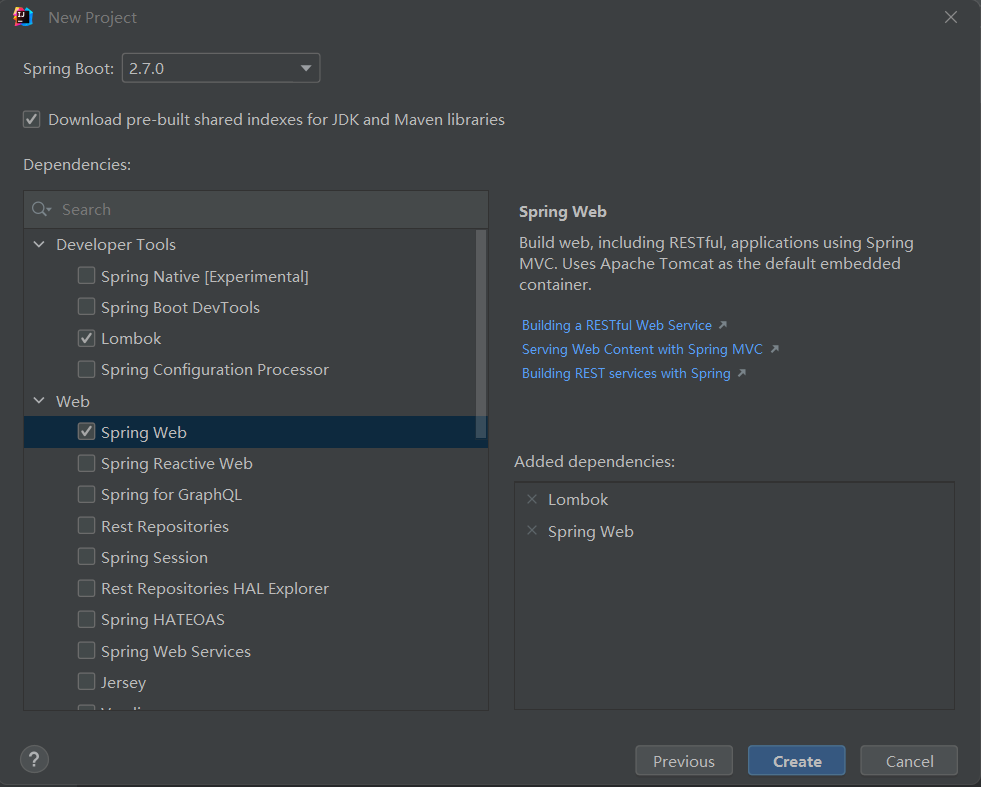 New Project
Spring Boot: 2.7.0
Download pre-built shared indexes for JDK and Maven libraries
Dependencies:
Search
Developer Tools
Spring Native [Experimental]
Spring Boot DevTools
Lombok
Spring Configuration Processor
Web
Spring Web
Spring Reactive Web
Spring for GraphQL
Rest Repositories
Spring Session
Rest Repositories HAL Explorer
Spring HATEOAS
Spring Web Services
Jersey
Spring Web
Build web, including RESTful, applications using Spring
MVC. Uses Apache Tomcat as the default embedded
container.
Building a RESTful Web Service
Serving Web Content with Spring MVC
Building REST services with Spring
Added dependencies:
Lombok
Spring Web
?
Previous
Create
Cancel